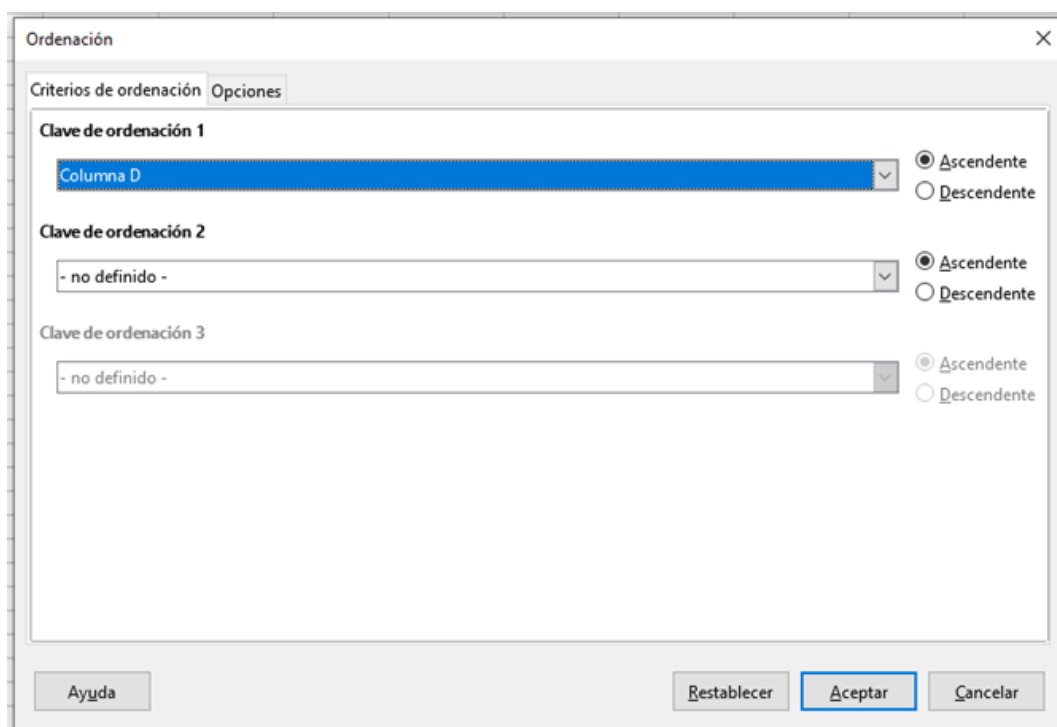 Ordenación
Criterios de ordenación Opciones
Clave de ordenación 1
Columna D
Ascendente
Descendente
Clave de ordenación 2
- no definido -
Ascendente
Descendente
Clave de ordenación 3
- no definido -
Ascendente
Descendente
Ayuda Restablecer Aceptar Cancelar